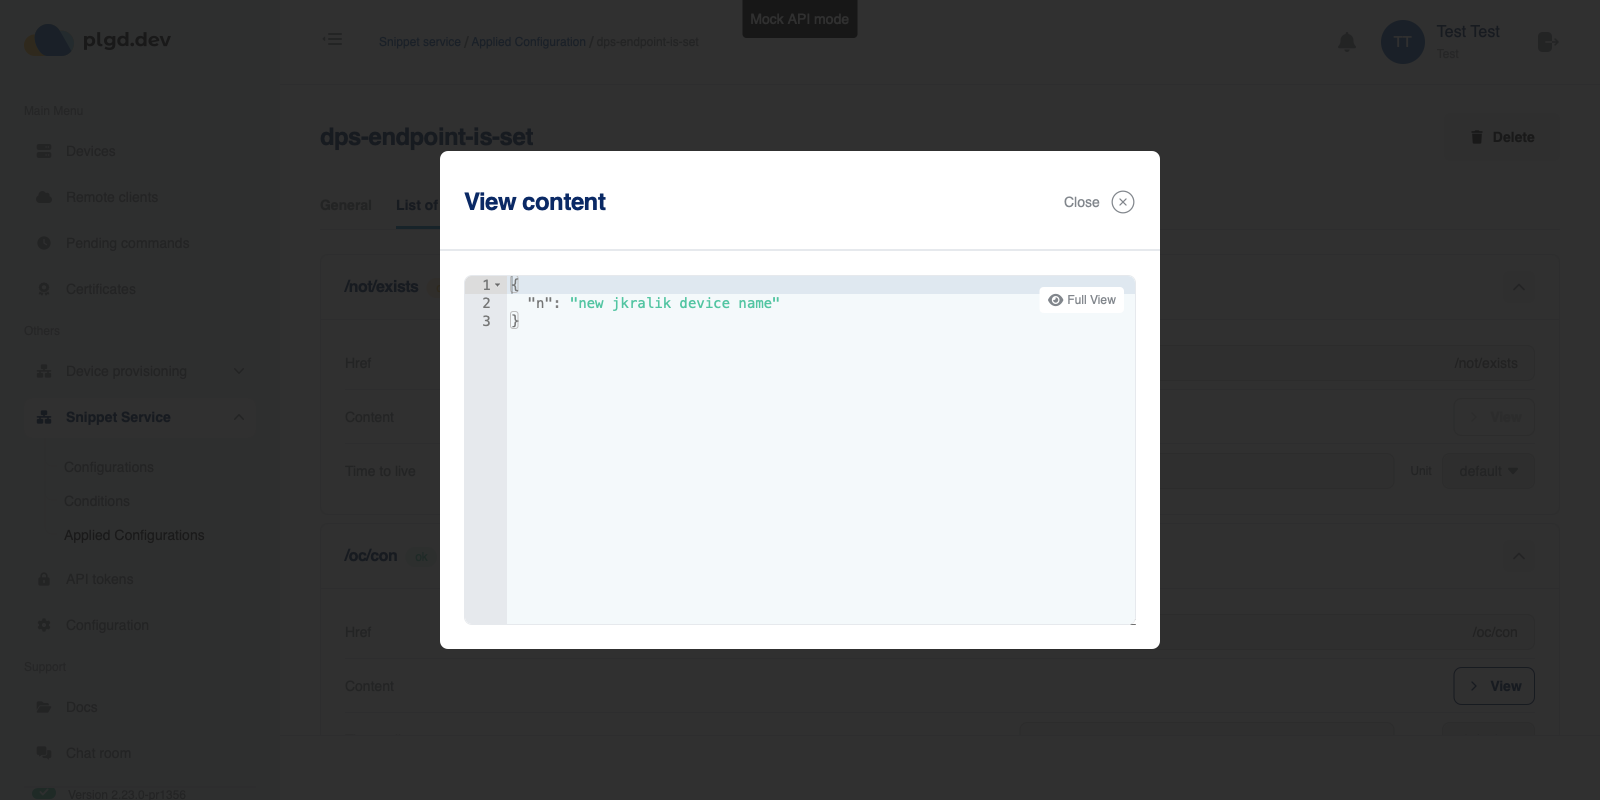 Mock API mode
plgd.dev
Snippet service / Applied Configuration / dps-endpoint-is-set
TT
Test Test
Test
Main Menu
Devices
Remote clients
Pending commands
Certificates
Others
Device provisioning
Snippet Service
Configurations
Conditions
Applied Configurations
API tokens
Configuration
Support
Docs
Chat room
Version 2.23.0-pr1356
dps-endpoint-is-set
Delete
General
List of
/not/exists
Href
/not/exists
Content
View
Time to live
Unit
default
/oc/con
Href
/oc/con
Content
View
View content
Close
1 {
2 "n": "new jkralik device name"
3 }
Full View